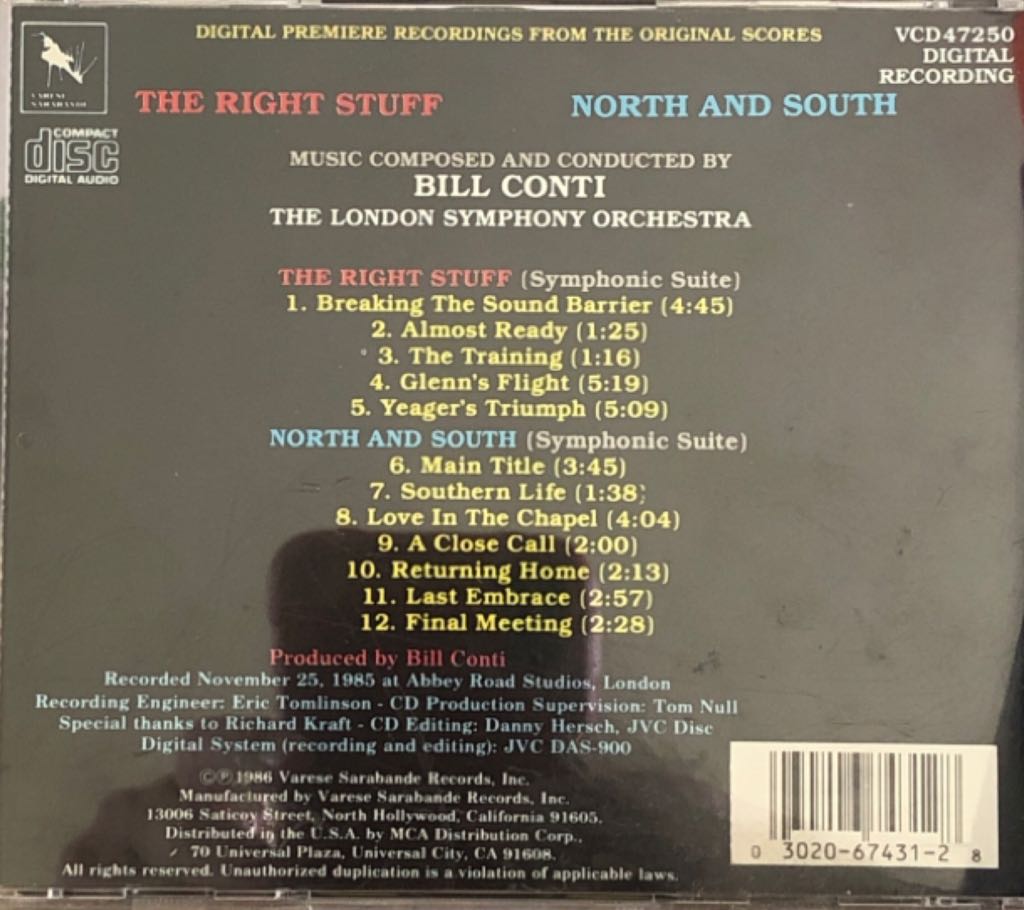 DIGITAL PREMIERE RECORDINGS FROM THE ORIGINAL SCORES
VCD47250
DIGITAL
RECORDING
VARESE
SARABANDE
THE RIGHT STUFF
NORTH AND SOUTH
COMPACT
disc
DIGITAL AUDIO
MUSIC COMPOSED AND CONDUCTED BY
BILL CONTI
THE LONDON SYMPHONY ORCHESTRA
THE RIGHT STUFF (Symphonic Suite)
1. Breaking The Sound Barrier (4:45)
2. Almost Ready (1:25)
3. The Training (1:16)
4. Glenn's Flight (5:19)
5. Yeager's Triumph (5:09)
NORTH AND SOUTH (Symphonic Suite)
6. Main Title (3:45)
7. Southern Life (1:38)
8. Love In The Chapel (4:04)
9. A Close Call (2:00)
10. Returning Home (2:13)
11. Last Embrace (2:57)
12. Final Meeting (2:28)
Produced by Bill Conti
Recorded November 25, 1985 at Abbey Road Studios, London
Recording Engineer: Eric Tomlinson - CD Production Supervision: Tom Null
Special thanks to Richard Kraft - CD Editing: Danny Hersch, JVC Disc
Digital System (recording and editing): JVC DAS-900
©℗ 1986 Varese Sarabande Records, Inc.
Manufactured by Varese Sarabande Records, Inc.
13006 Saticoy Street, North Hollywood, California 91605.
Distributed in the U.S.A. by MCA Distribution Corp.,
70 Universal Plaza, Universal City, CA 91608.
All rights reserved. Unauthorized duplication is a violation of applicable laws.
0 3020-67431-2 8